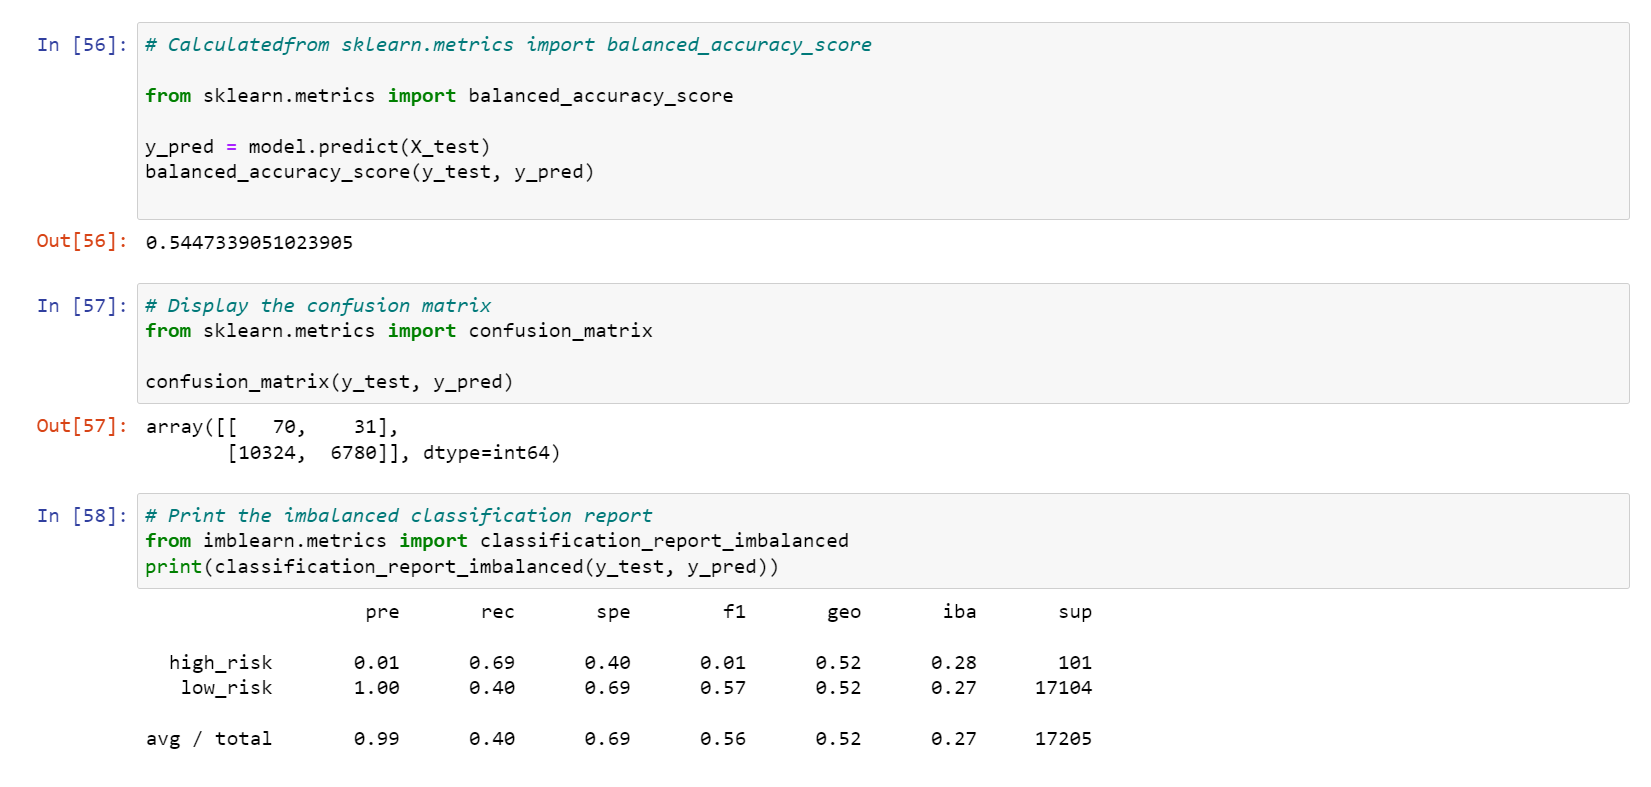 In [56]: # Calculatedfrom sklearn.metrics import balanced_accuracy_score
from sklearn.metrics import balanced_accuracy_score
y_pred = model.predict(X_test)
balanced_accuracy_score(y_test, y_pred)
Out[56]: 0.5447339051023905
In [57]: # Display the confusion matrix
from sklearn.metrics import confusion_matrix
confusion_matrix(y_test, y_pred)
Out[57]: array([[   70,    31],
       [10324,  6780]], dtype=int64)
In [58]: # Print the imbalanced classification report
from imblearn.metrics import classification_report_imbalanced
print(classification_report_imbalanced(y_test, y_pred))
pre rec spe f1 geo iba sup
high_risk 0.01 0.69 0.40 0.01 0.52 0.28 101
low_risk 1.00 0.40 0.69 0.57 0.52 0.27 17104
avg / total 0.99 0.40 0.69 0.56 0.52 0.27 17205